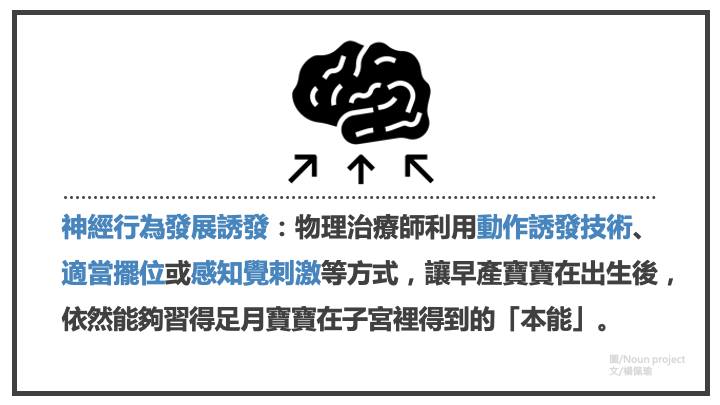 神經行為發展誘發：物理治療師利用動作誘發技術、
適當擺位或感知覺刺激等方式，讓早產寶寶在出生後，
依然能夠習得足月寶寶在子宮裡得到的「本能」。
圖/Noun project
文/楊佩瑜